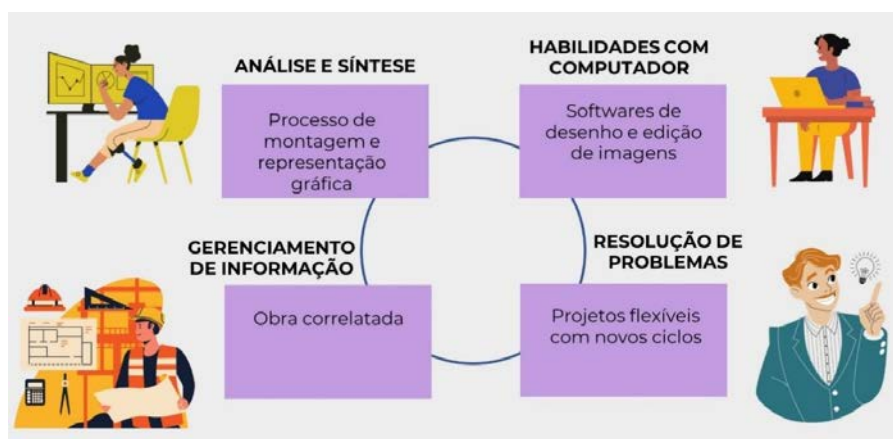 ANÁLISE E SÍNTESE
Processo de
montagem e
representação
gráfica
HABILIDADES COM
COMPUTADOR
Softwares de
desenho e edição
de imagens
GERENCIAMENTO
DE INFORMAÇÃO
Obra correlatada
RESOLUÇÃO DE
PROBLEMAS
Projetos flexíveis
com novos ciclos